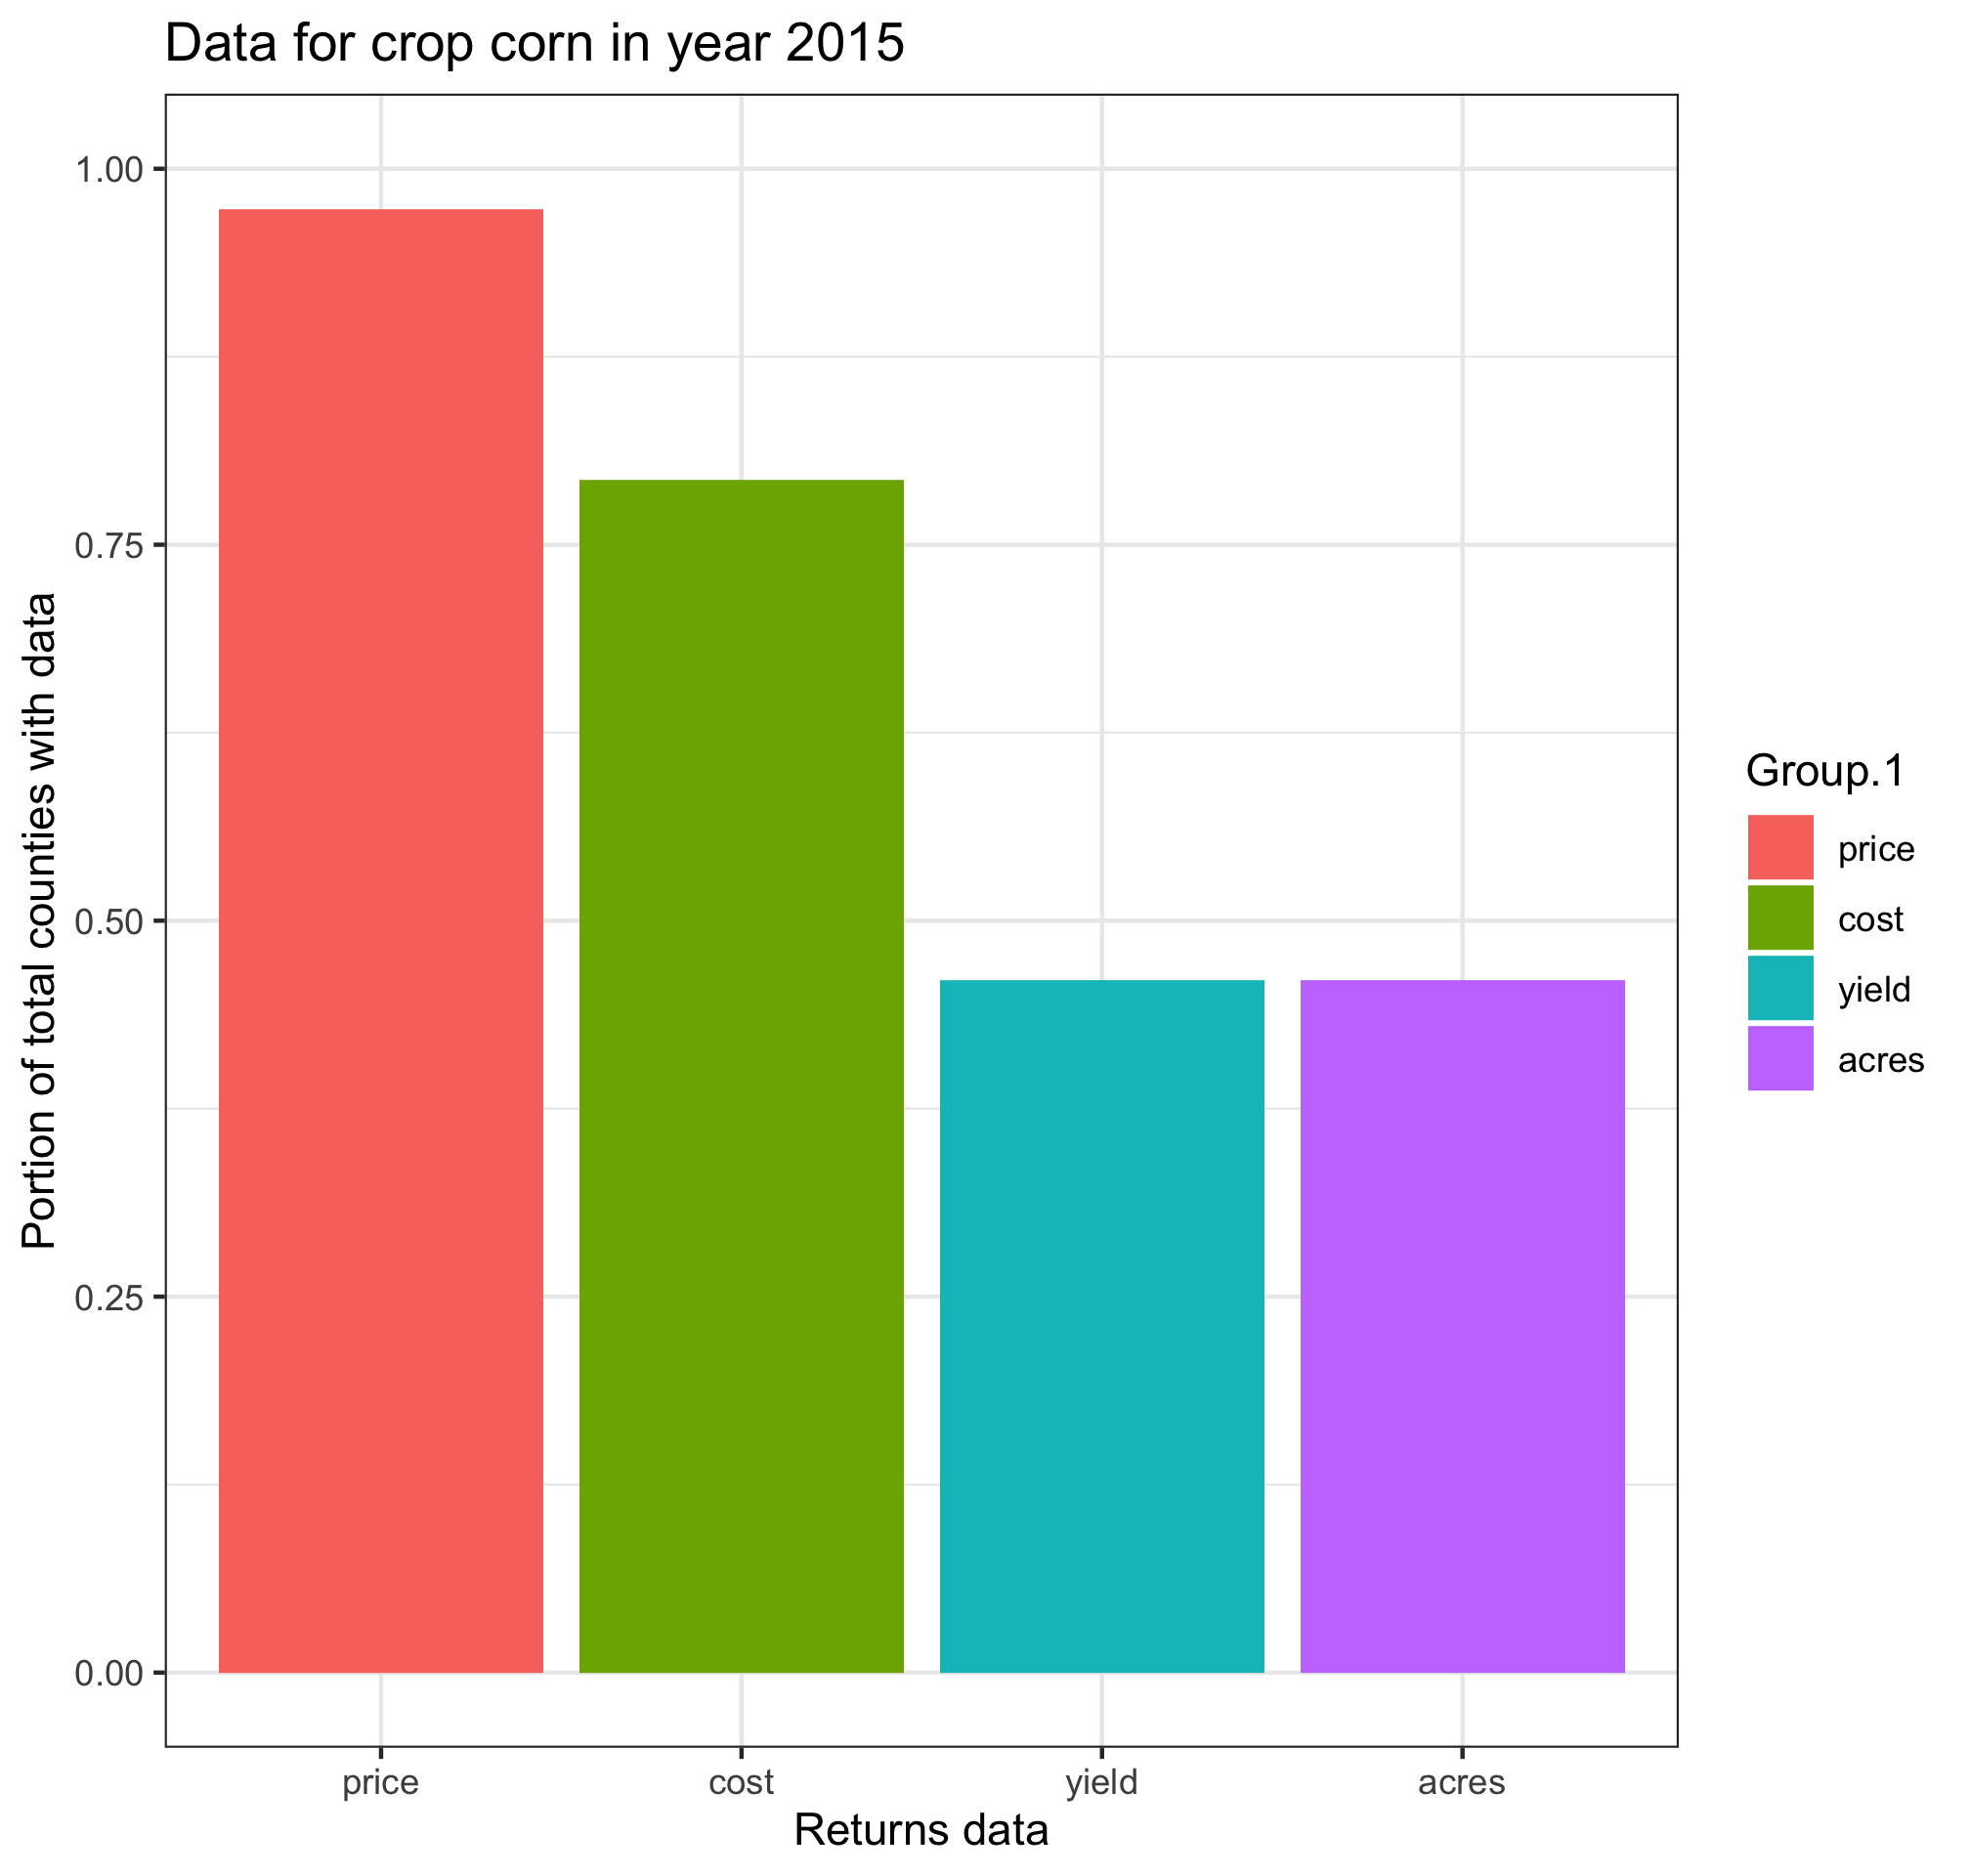 Data for crop corn in year 2015
Portion of total counties with data
1.00
0.75
0.50
0.25
0.00
price
cost
yield
acres
Returns data
Group.1
price
cost
yield
acres